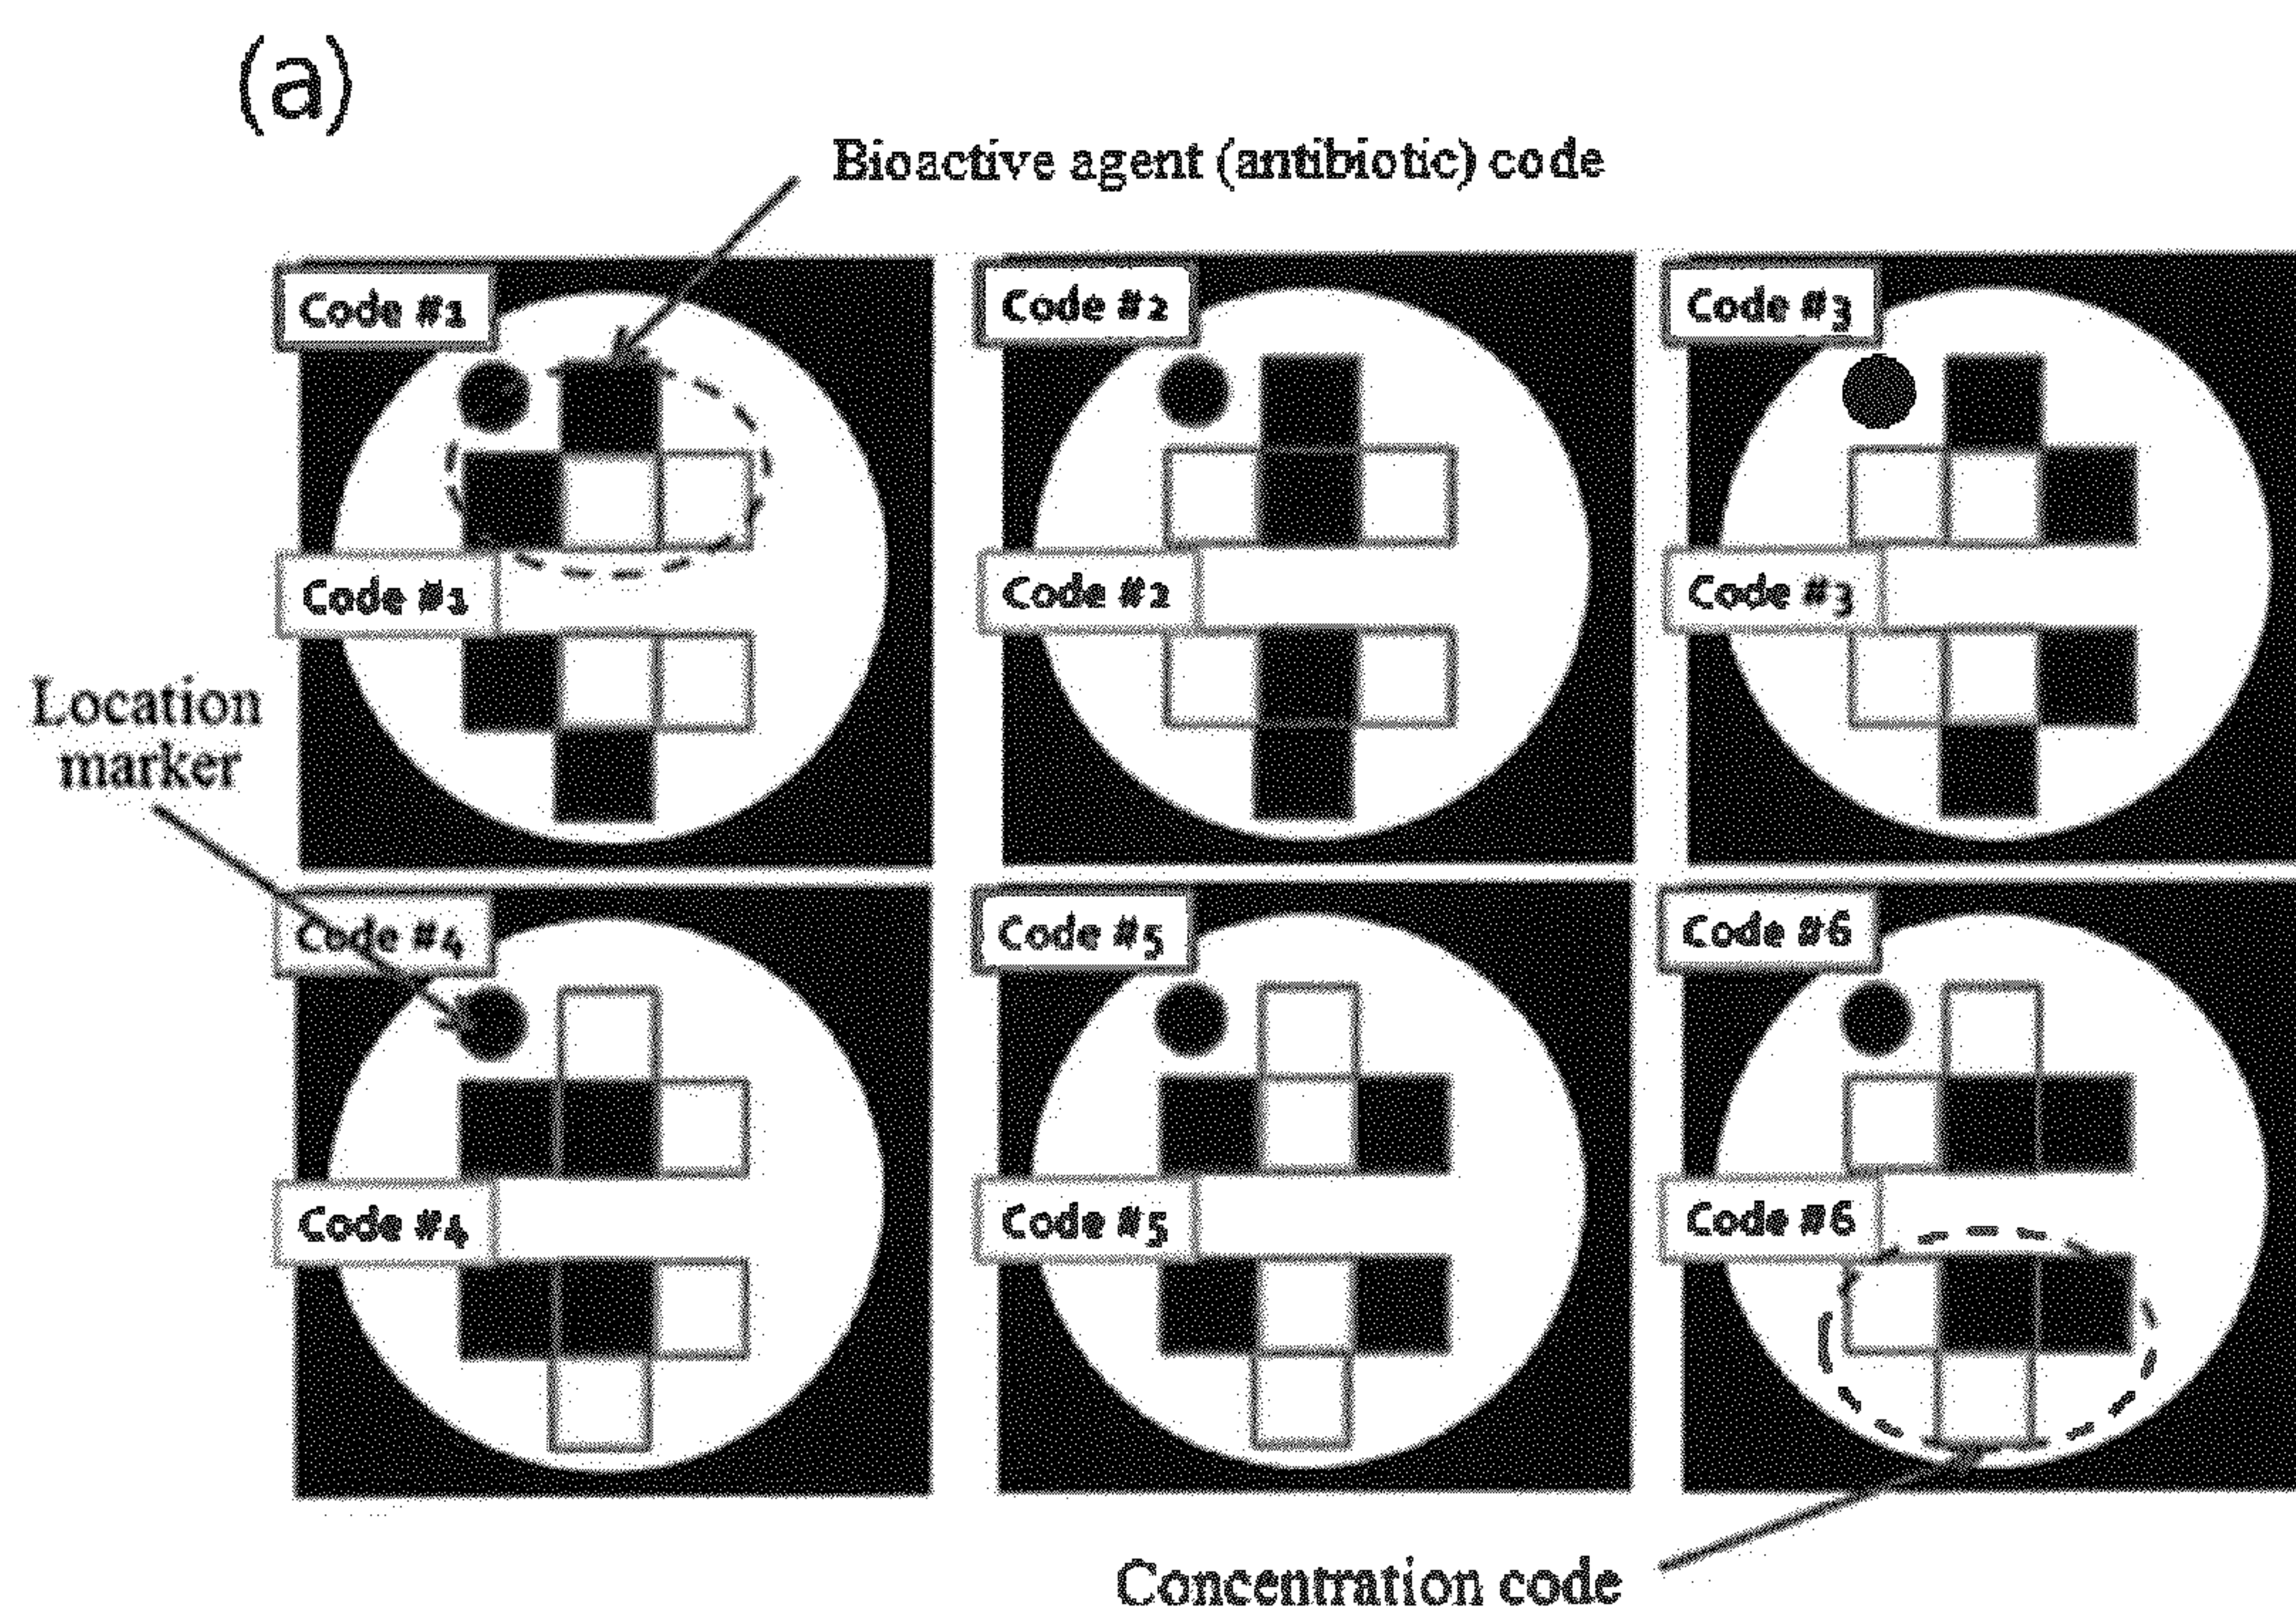 (a)
Bioactive agent (antibiotic) code
Code #1
Code #2
Code #3
Code #1
Code #2
Code #3
Location
marker
Code #4
Code #5
Code #6
Code #4
Code #5
Code #6
Concentration code